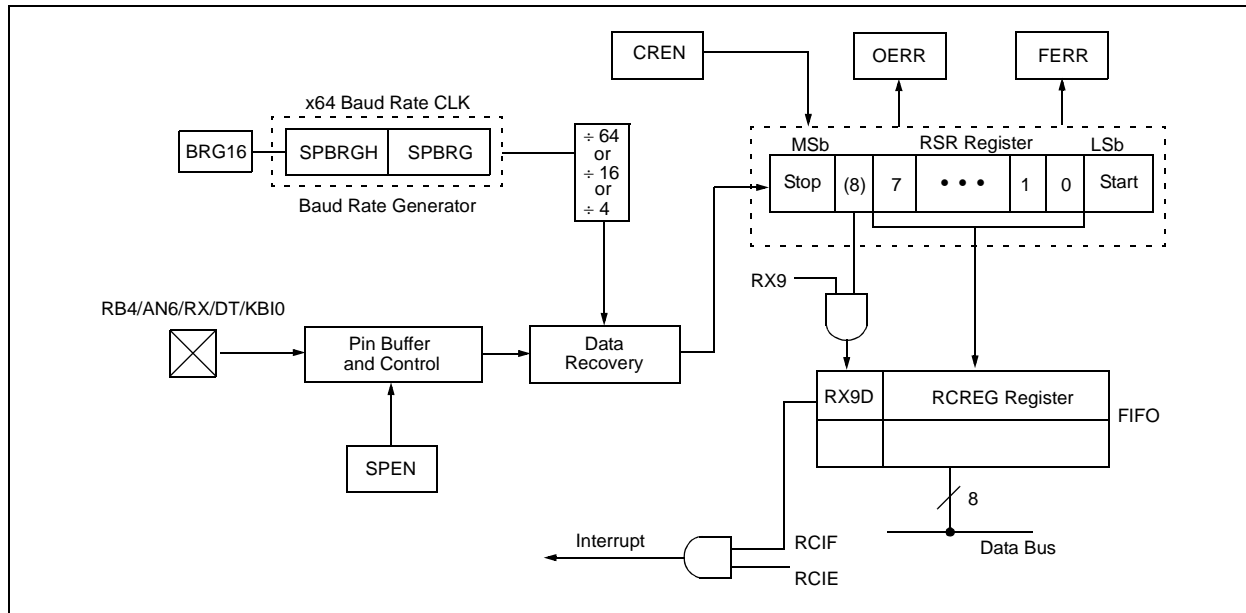 CREN
OERR
FERR
x64 Baud Rate CLK
BRG16
SPBRGH
SPBRG
Baud Rate Generator
÷ 64
or
÷ 16
or
÷ 4
MSb
RSR Register
LSb
Stop
(8)
7
• • •
1
0
Start
RX9
RB4/AN6/RX/DT/KBI0
Pin Buffer
and Control
Data
Recovery
SPEN
RX9D
RCREG Register
FIFO
8
Data Bus
Interrupt
RCIF
RCIE